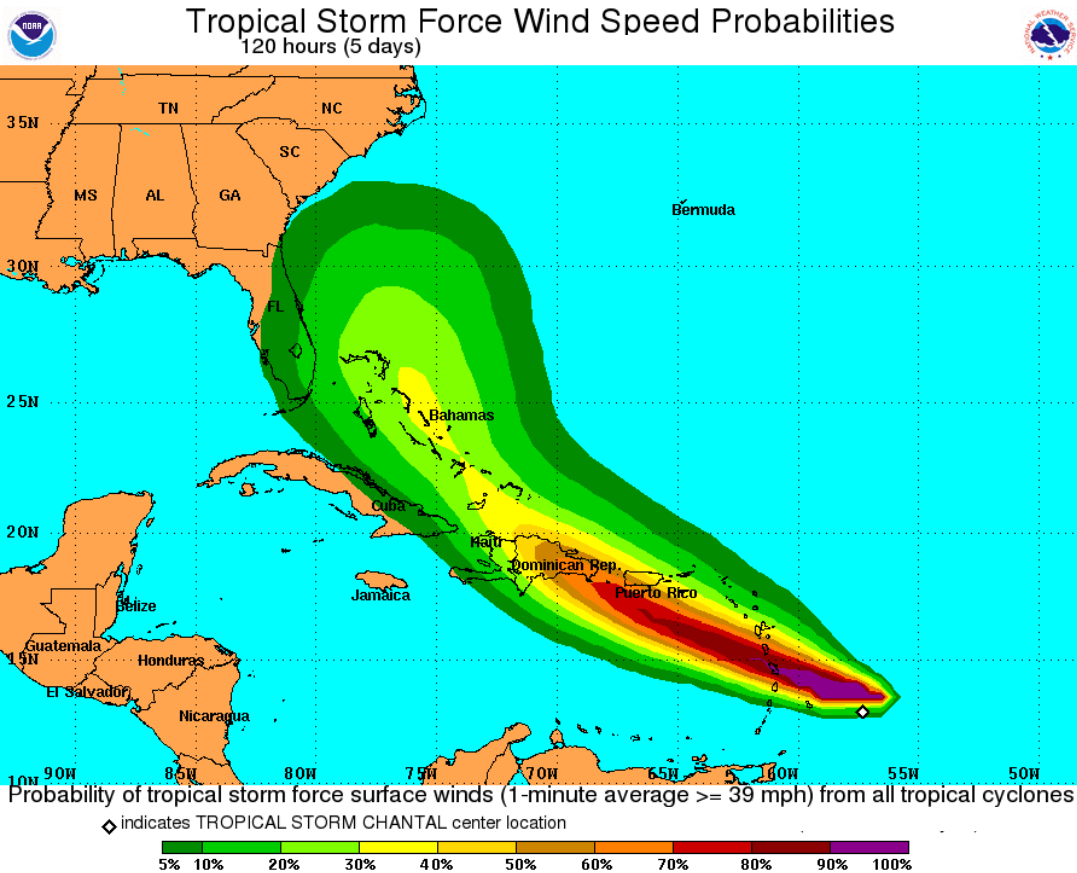 Tropical Storm Force Wind Speed Probabilities
120 hours (5 days)
NOAA
NATIONAL WEATHER SERVICE
TN
NC
35N
SC
MS
AL
GA
Bermuda
30N
FL
25N
Bahamas
Cuba
20N
Haiti
Dominican Rep.
Jamaica
Puerto Rico
Belize
Guatemala
15N
Honduras
El Salvador
Nicaragua
10N
90W
85W
80W
75W
70W
65W
60W
55W
50W
Probability of tropical storm force surface winds (1-minute average >= 39 mph) from all tropical cyclones
indicates TROPICAL STORM CHANTAL center location
5% 10% 20% 30% 40% 50% 60% 70% 80% 90% 100%